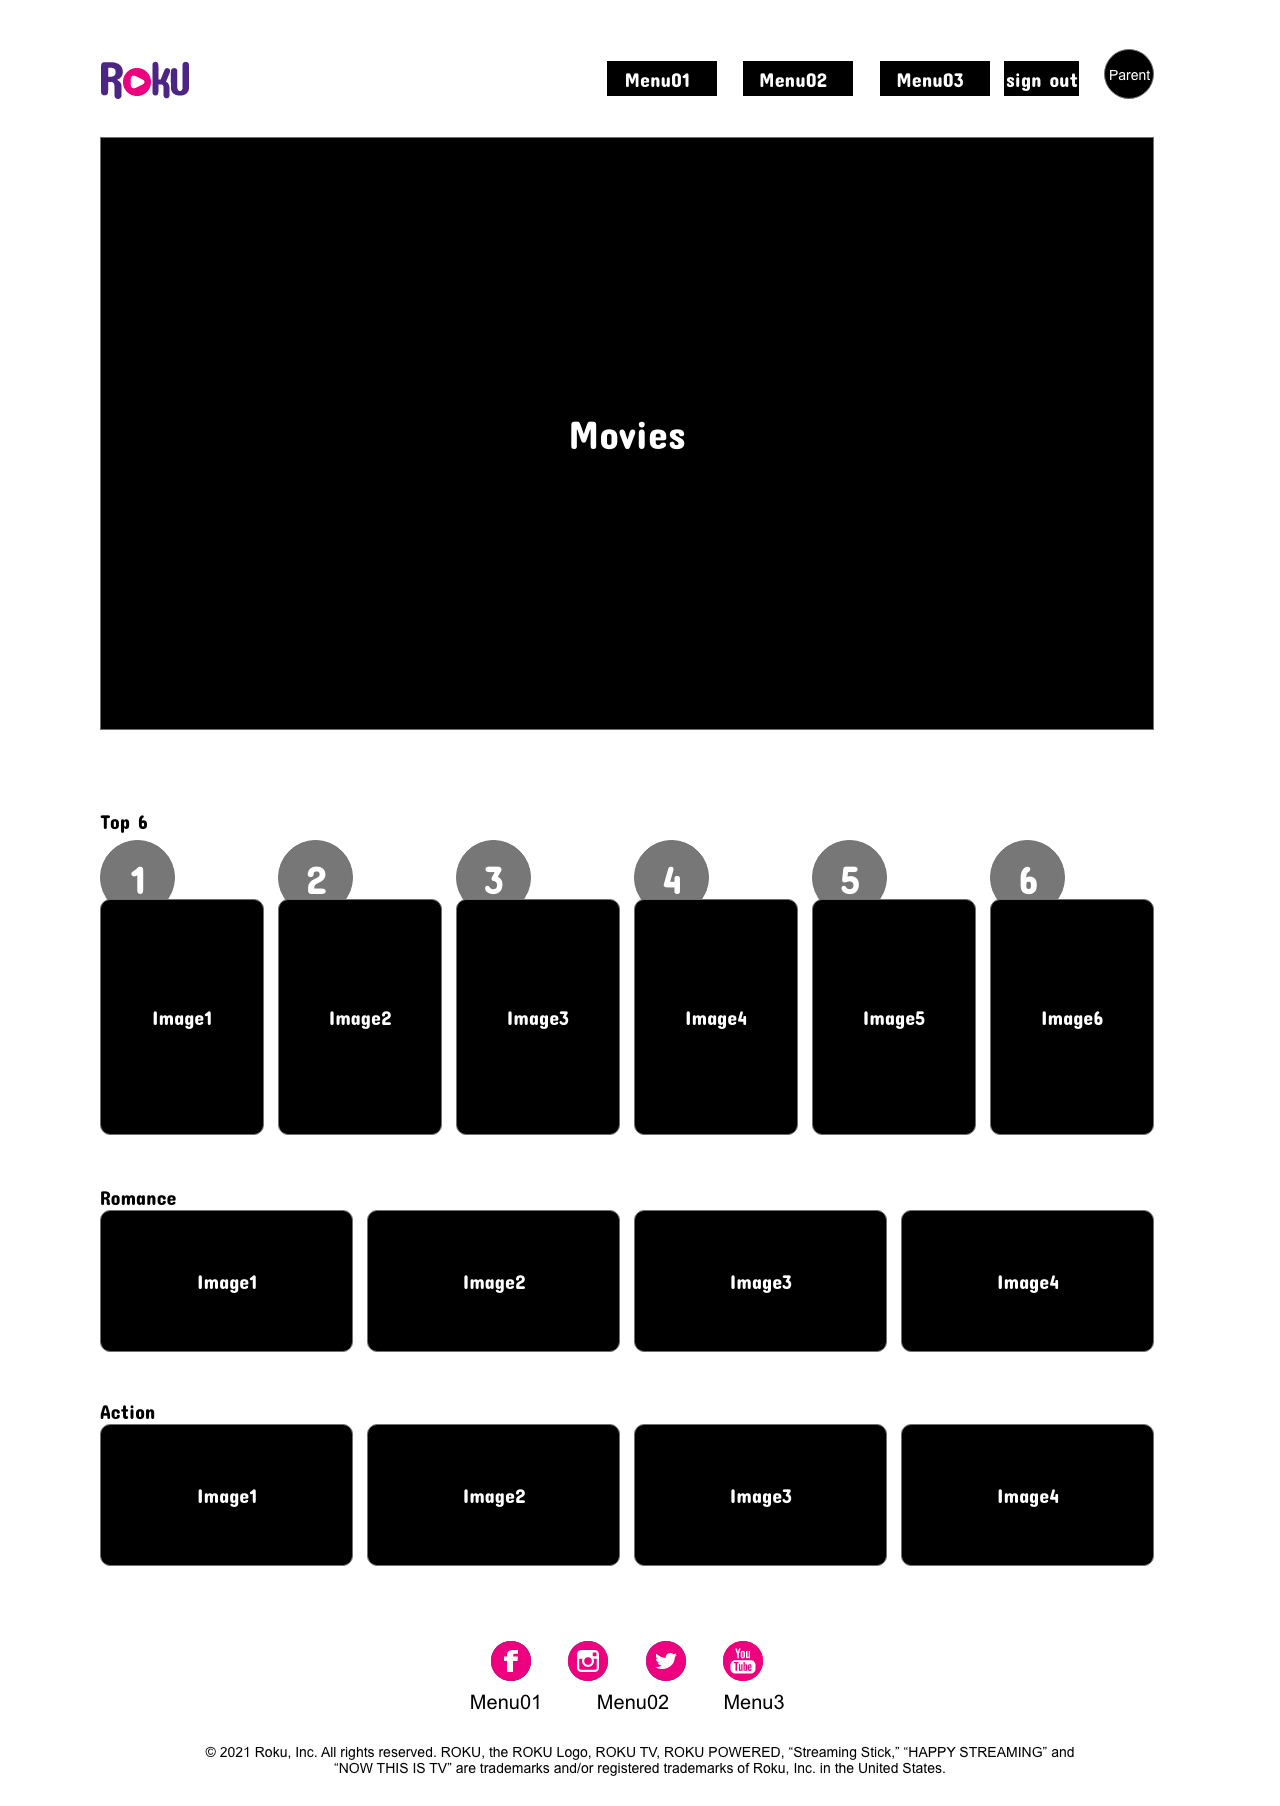 Roku
Menu01 Menu02 Menu03 sign out Parent
Movies
Top 6
1 2 3 4 5 6
Image1 Image2 Image3 Image4 Image5 Image6
Romance
Image1 Image2 Image3 Image4
Action
Image1 Image2 Image3 Image4
f You Tube
Menu01 Menu02 Menu3
© 2021 Roku, Inc. All rights reserved. ROKU, the ROKU Logo, ROKU TV, ROKU POWERED, “Streaming Stick,” “HAPPY STREAMING” and
“NOW THIS IS TV” are trademarks and/or registered trademarks of Roku, Inc. in the United States.